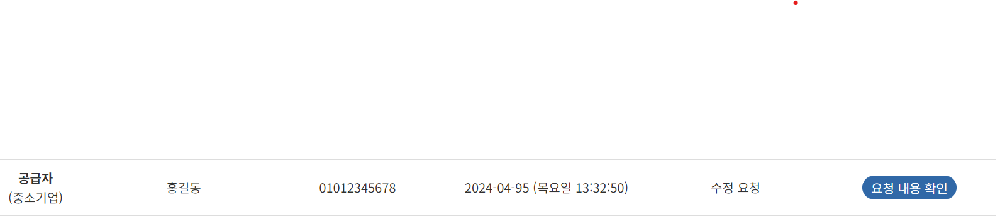 공급자
(중소기업)
홍길동
01012345678
2024-04-95 (목요일 13:32:50)
수정 요청
요청 내용 확인